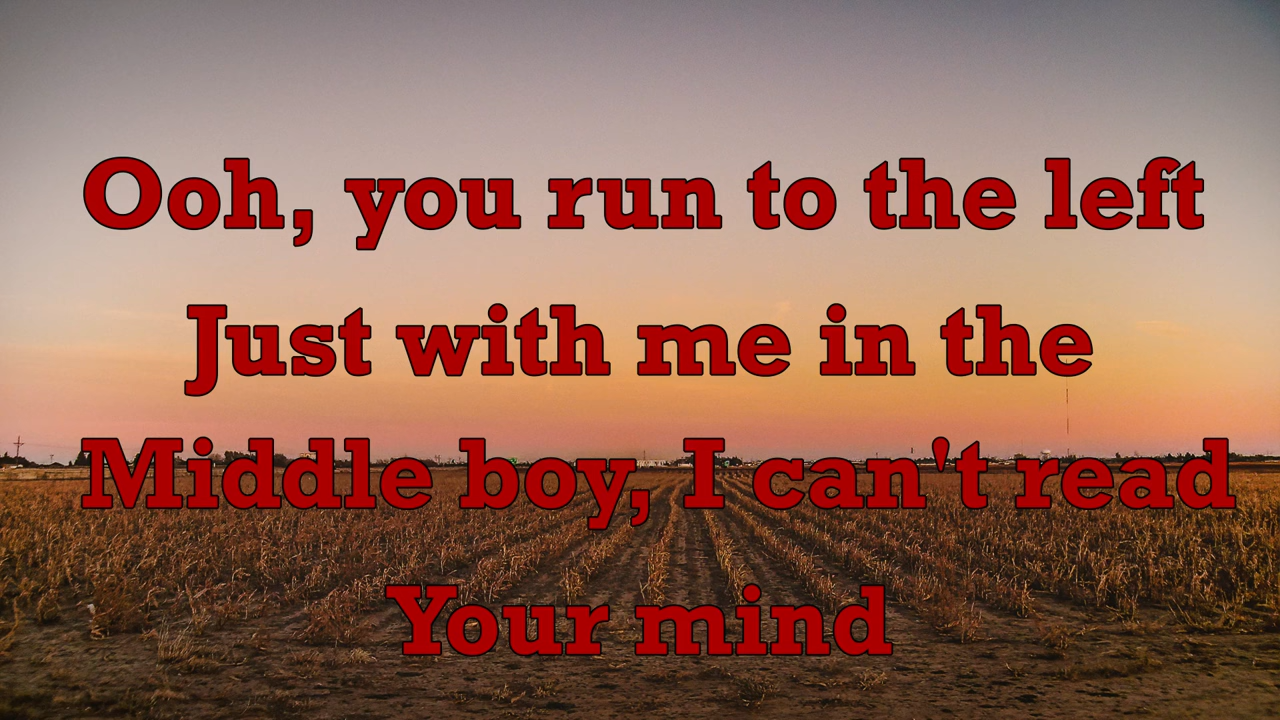 Ooh, you run to the left
Just with me in the
Middle boy, I can't read
Your mind